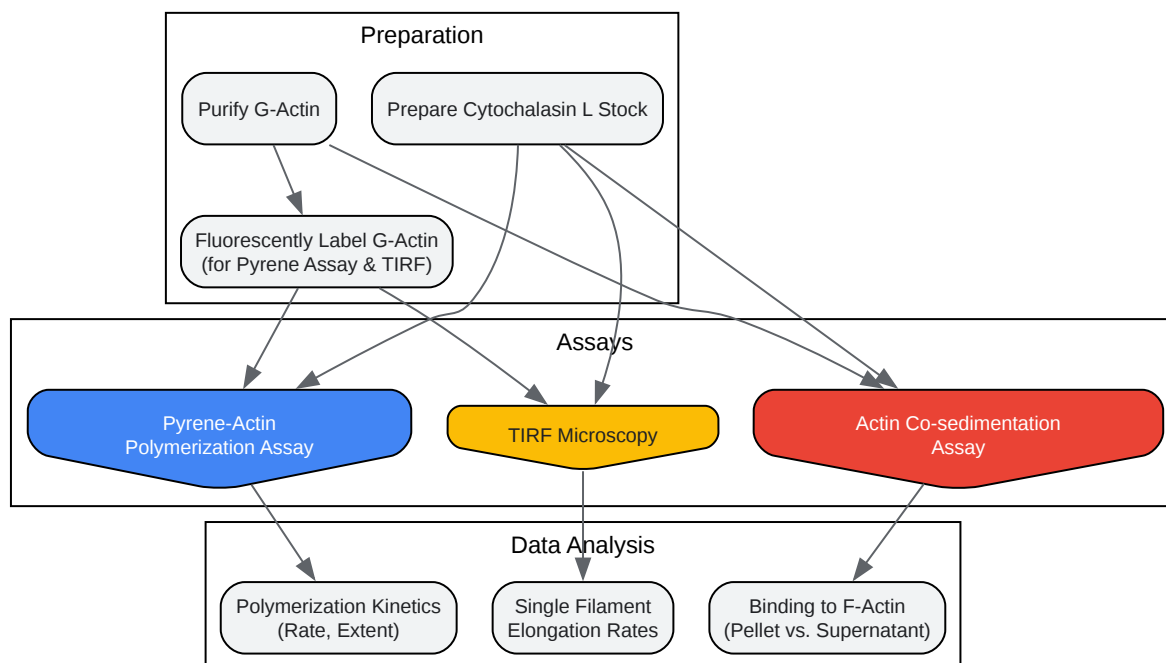 Preparation
Purify G-Actin
Prepare Cytochalasin L Stock
Fluorescently Label G-Actin
(for Pyrene Assay & TIRF)
Assays
Pyrene-Actin
Polymerization Assay
TIRF Microscopy
Actin Co-sedimentation
Assay
Data Analysis
Polymerization Kinetics
(Rate, Extent)
Single Filament
Elongation Rates
Binding to F-Actin
(Pellet vs. Supernatant)